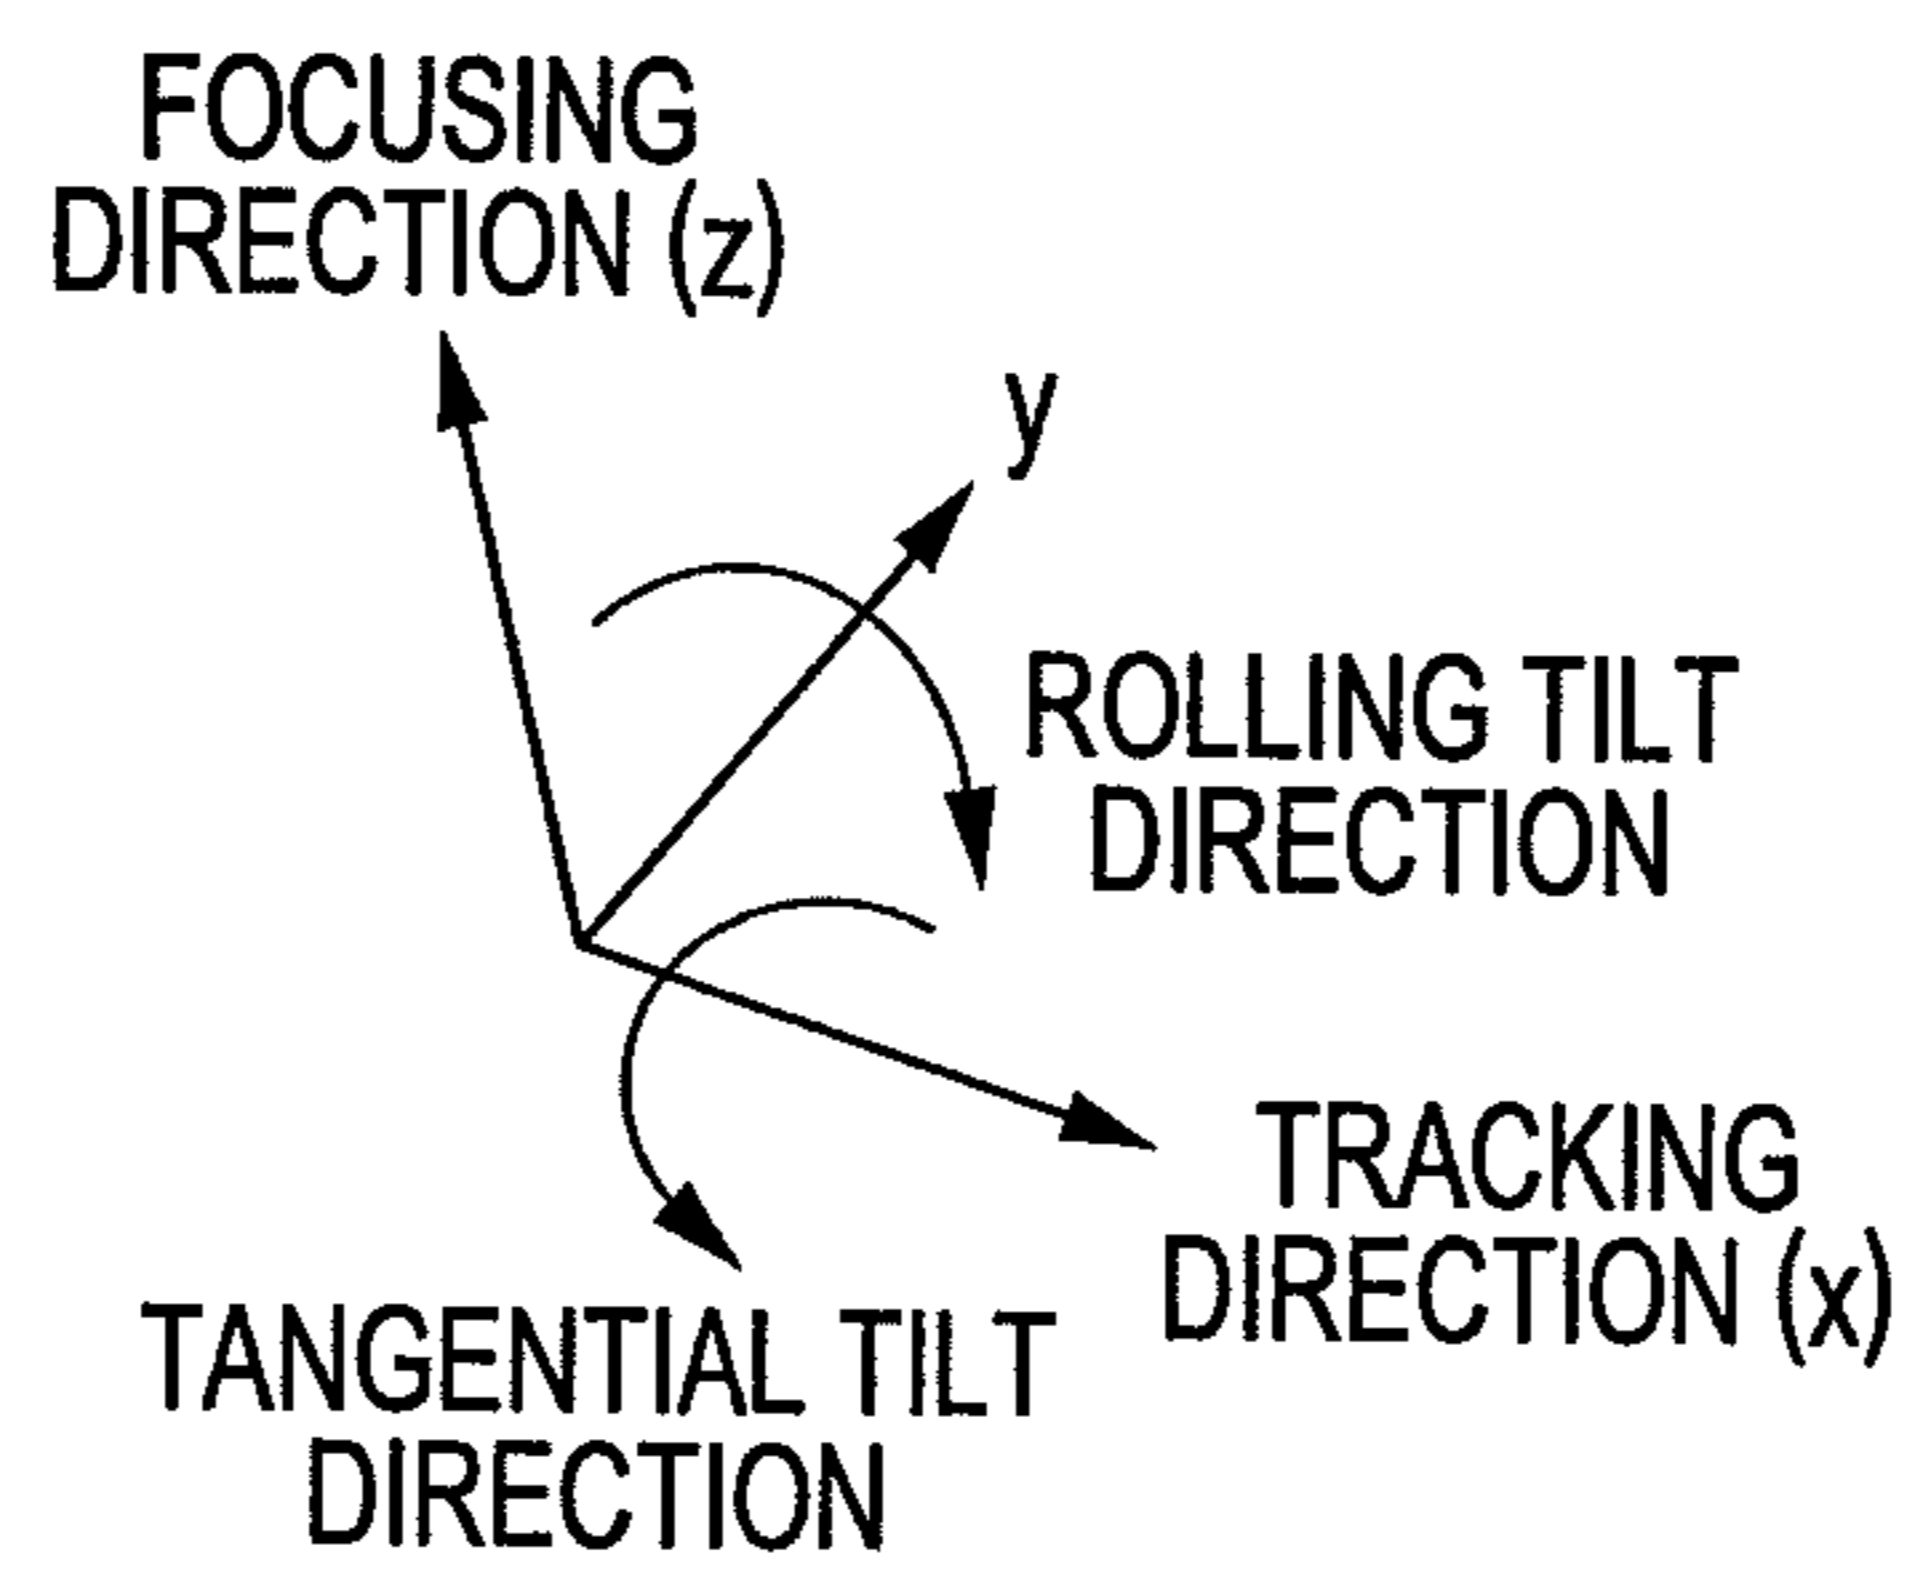 FOCUSING
DIRECTION (z)
y
ROLLING TILT
DIRECTION
TRACKING
DIRECTION (x)
TANGENTIAL TILT
DIRECTION